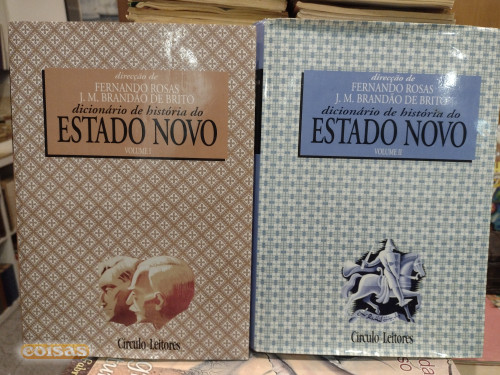 direcção de
FERNANDO ROSAS
J. M. BRANDÃO DE BRITO
dicionário de história do
ESTADO NOVO
VOLUME I
Círculo Leitores
coisas
direcção de
FERNANDO ROSAS
J. M. BRANDÃO DE BRITO
dicionário de história do
ESTADO NOVO
VOLUME II
Círculo Leitores